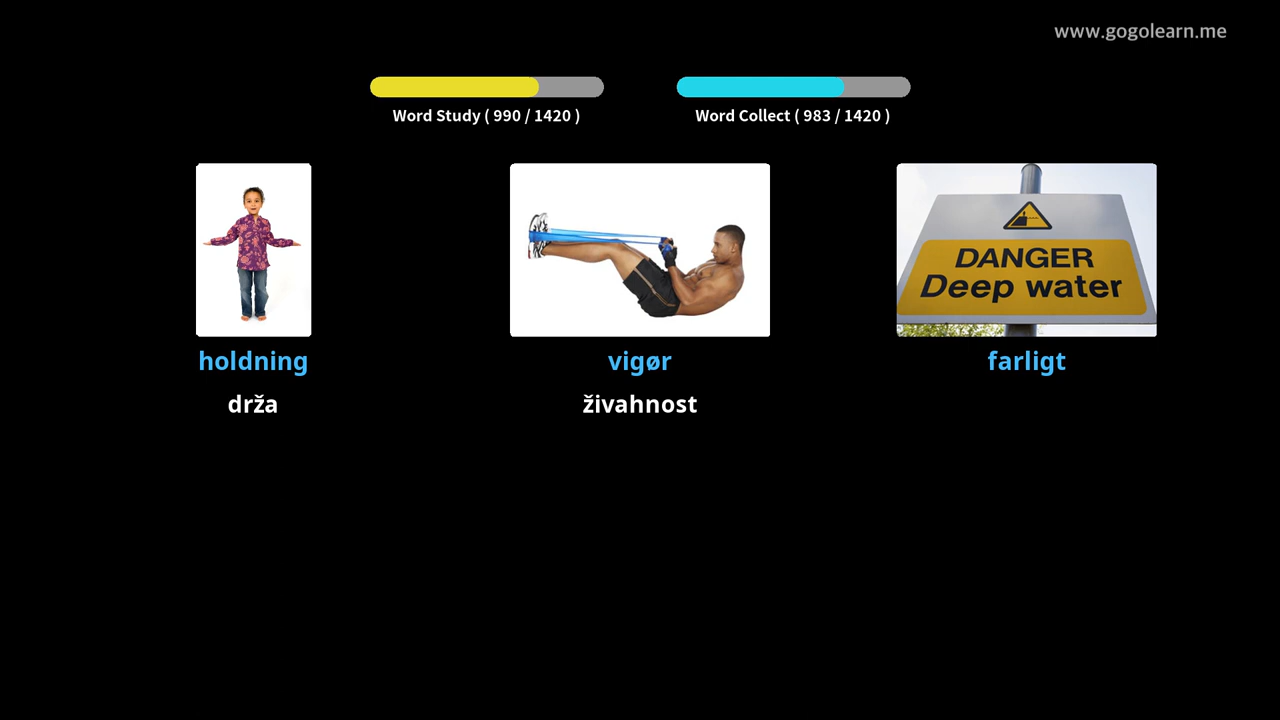 www.gogolearn.me
Word Study ( 990 / 1420 )
Word Collect ( 983 / 1420 )
DANGER
Deep water
holdning
vigør
farligt
drža
živahnost